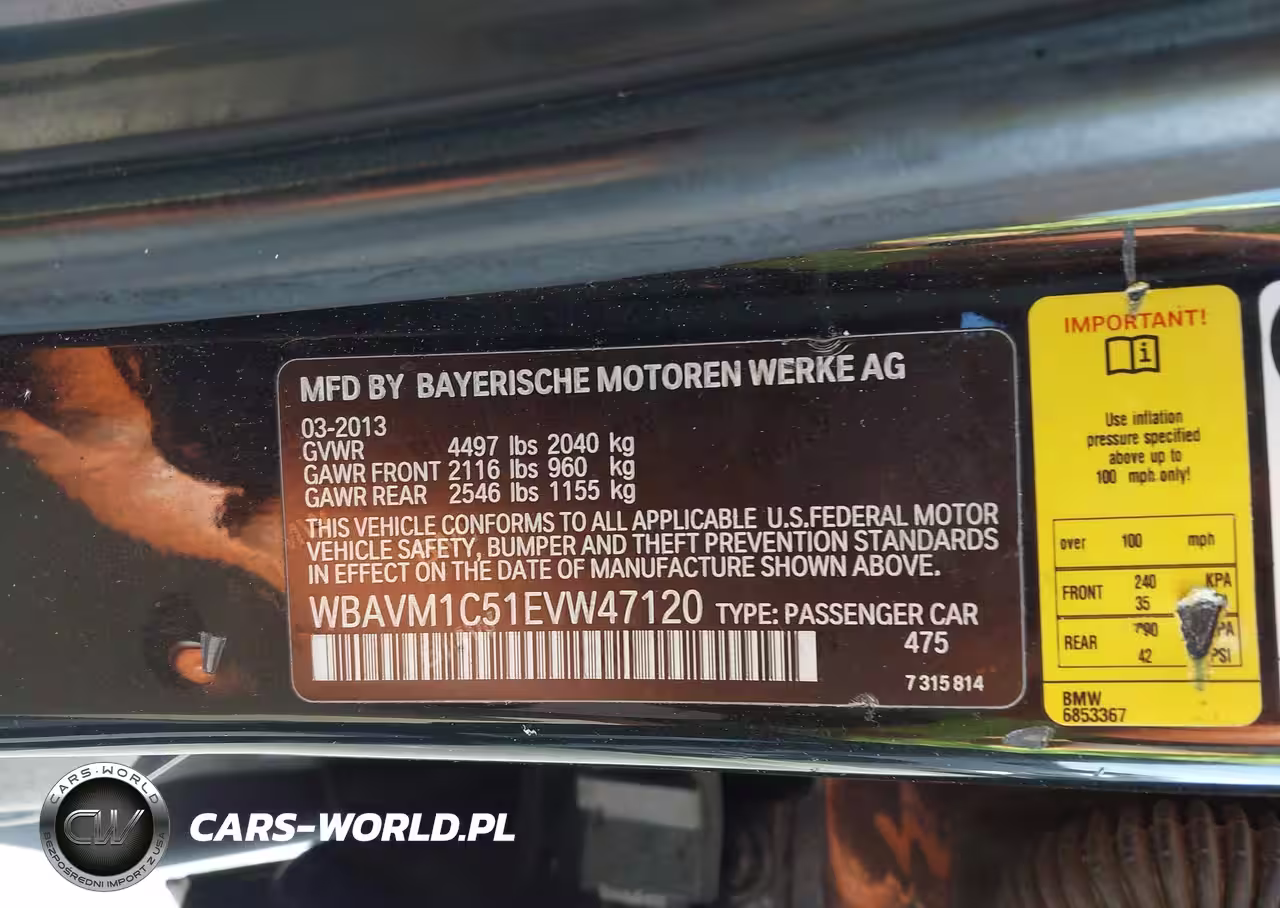 MFD BY BAYERISCHE MOTOREN WERKE AG
03-2013
GVWR 4497 lbs 2040 kg
GAWR FRONT 2116 lbs 960 kg
GAWR REAR 2546 lbs 1155 kg
THIS VEHICLE CONFORMS TO ALL APPLICABLE U.S.FEDERAL MOTOR
VEHICLE SAFETY, BUMPER AND THEFT PREVENTION STANDARDS
IN EFFECT ON THE DATE OF MANUFACTURE SHOWN ABOVE.
WBAVM1C51EVW47120 TYPE: PASSENGER CAR
475
7 315 814
IMPORTANT!
i
Use inflation
pressure specified
above up to
100 mph only!
over 100 mph
FRONT 240 KPA
35
REAR
42 PSI
BMW
6853367
CARS-WORLD
CW
BEZPOŚREDNI IMPORT Z USA
CARS-WORLD.PL